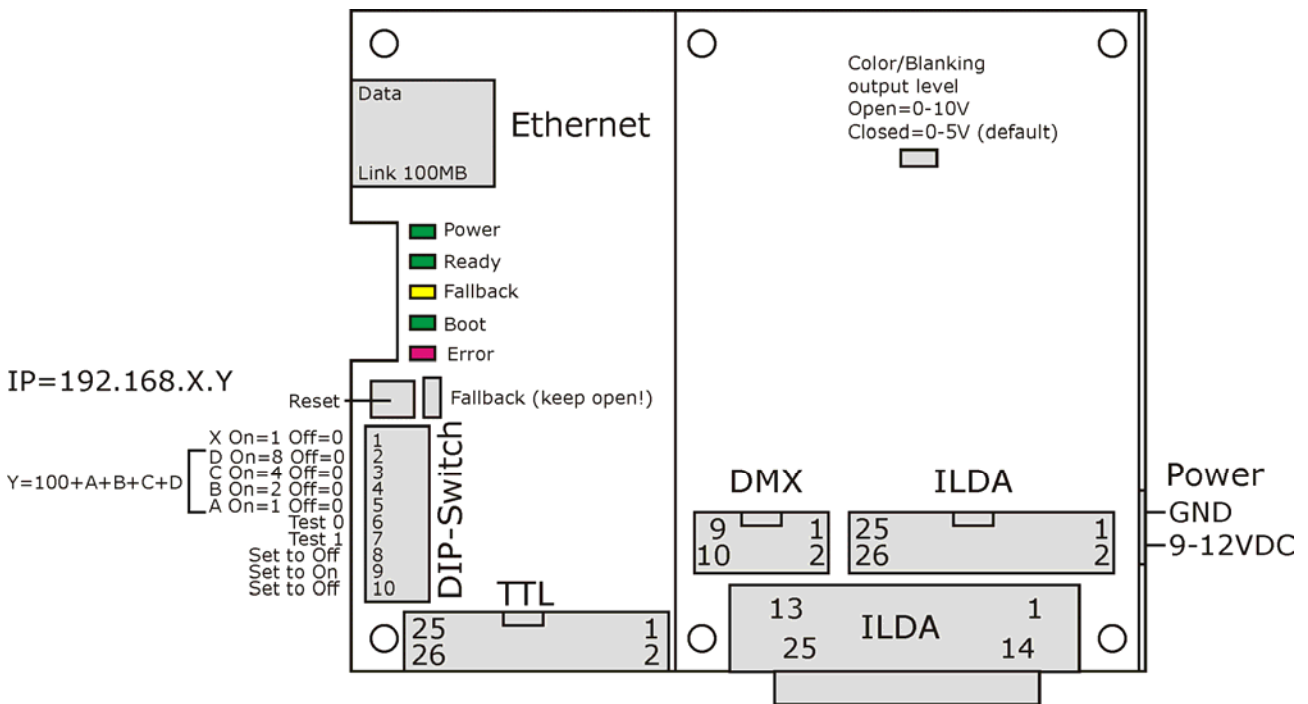 Color/Blanking
output level
Open=0-10V
Closed=0-5V (default)
Data
Ethernet
Link 100MB
Power
Ready
Fallback
Boot
Error
IP=192.168.X.Y
Reset
Fallback (keep open!)
X On=1 Off=0
D On=8 Off=0
C On=4 Off=0
B On=2 Off=0
A On=1 Off=0
Y=100+A+B+C+D
Test 0
Test 1
Set to Off
Set to On
Set to Off
1
2
3
4
5
6
7
8
9
10
DIP-Switch
TTL
25 1
26 2
DMX
9 1
10 2
ILDA
25 1
26 2
Power
GND
9-12VDC
13 1
ILDA
25 14